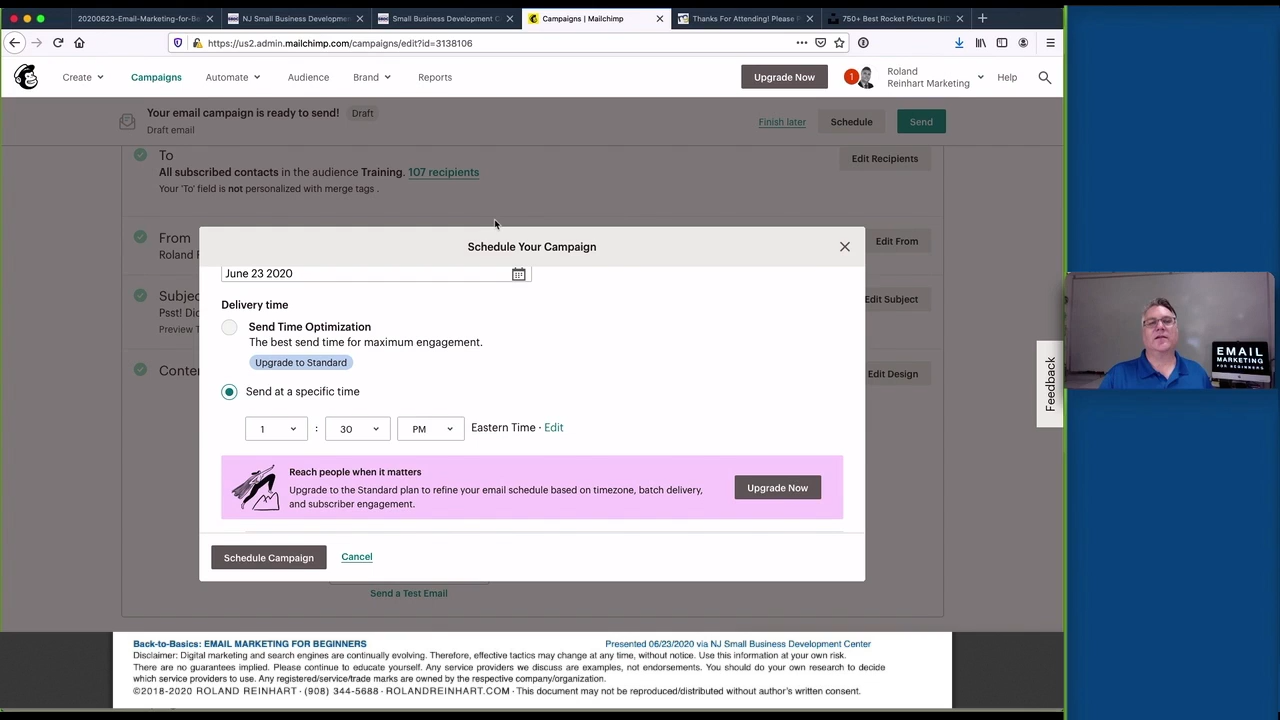 20200623-Email-Marketing-for-Be
NJ Small Business Developmen
Small Business Development C
Campaigns | Mailchimp
Thanks For Attending! Please R
750+ Best Rocket Pictures [HD
https://us2.admin.mailchimp.com/campaigns/edit?id=3138106
Create
Campaigns
Automate
Audience
Brand
Reports
Upgrade Now
1
Roland
Reinhart Marketing
Help
Your email campaign is ready to send!
Draft
Draft email
Finish later
Schedule
Send
To
All subscribed contacts in the audience Training. 107 recipients
Your 'To' field is not personalized with merge tags .
Edit Recipients
From
Roland R
Edit From
Subjec
Psst! Did
Preview T
Edit Subject
Conten
Edit Design
Schedule Your Campaign
June 23 2020
Delivery time
Send Time Optimization
The best send time for maximum engagement.
Upgrade to Standard
Send at a specific time
1 : 30 PM Eastern Time · Edit
Reach people when it matters
Upgrade to the Standard plan to refine your email schedule based on timezone, batch delivery,
and subscriber engagement.
Upgrade Now
Schedule Campaign
Cancel
Send a Test Email
Feedback
EMAIL
MARKETING
FOR BEGINNERS
Back-to-Basics: EMAIL MARKETING FOR BEGINNERS Presented 06/23/2020 via NJ Small Business Development Center
Disclaimer: Digital marketing and search engines are continually evolving. Therefore, effective tactics may change at any time, without notice. Use this information at your own risk.
There are no guarantees implied. Please continue to educate yourself. Any service providers we discuss are examples, not endorsements. You should do your own research to decide
which service providers to use. Any registered/service/trade marks are owned by the respective company/organization.
©2018-2020 ROLAND REINHART · (908) 344-5688 · ROLANDREINHART.COM · This document may not be reproduced/distributed without author's written consent.